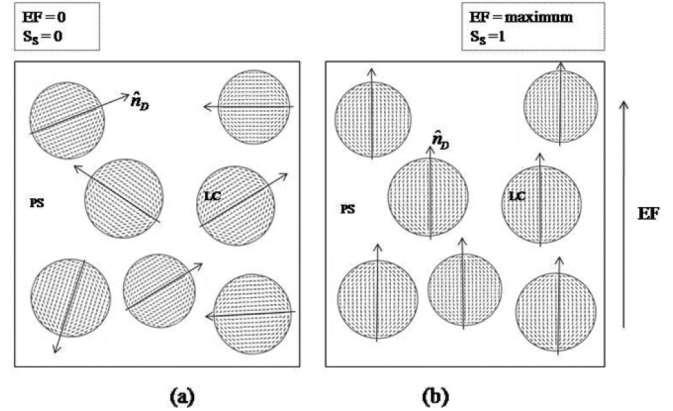 EF = 0
S_S = 0
EF = maximum
S_S = 1
n̂_D
PS
LC
n̂_D
PS
LC
EF
(a)
(b)